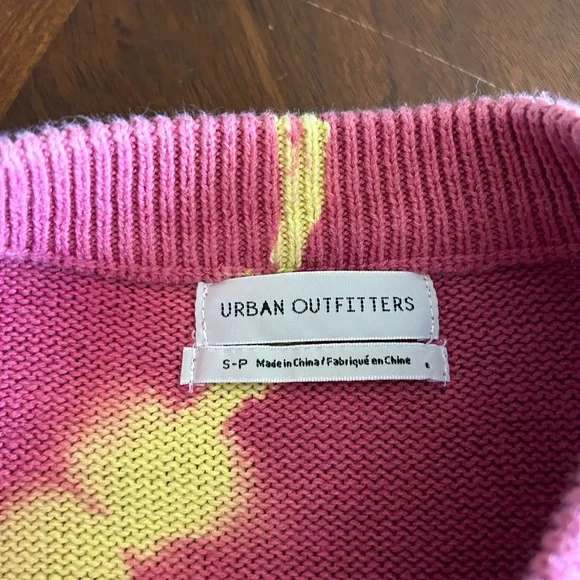 URBAN OUTFITTERS
S-P Made in China / Fabriqué en Chine